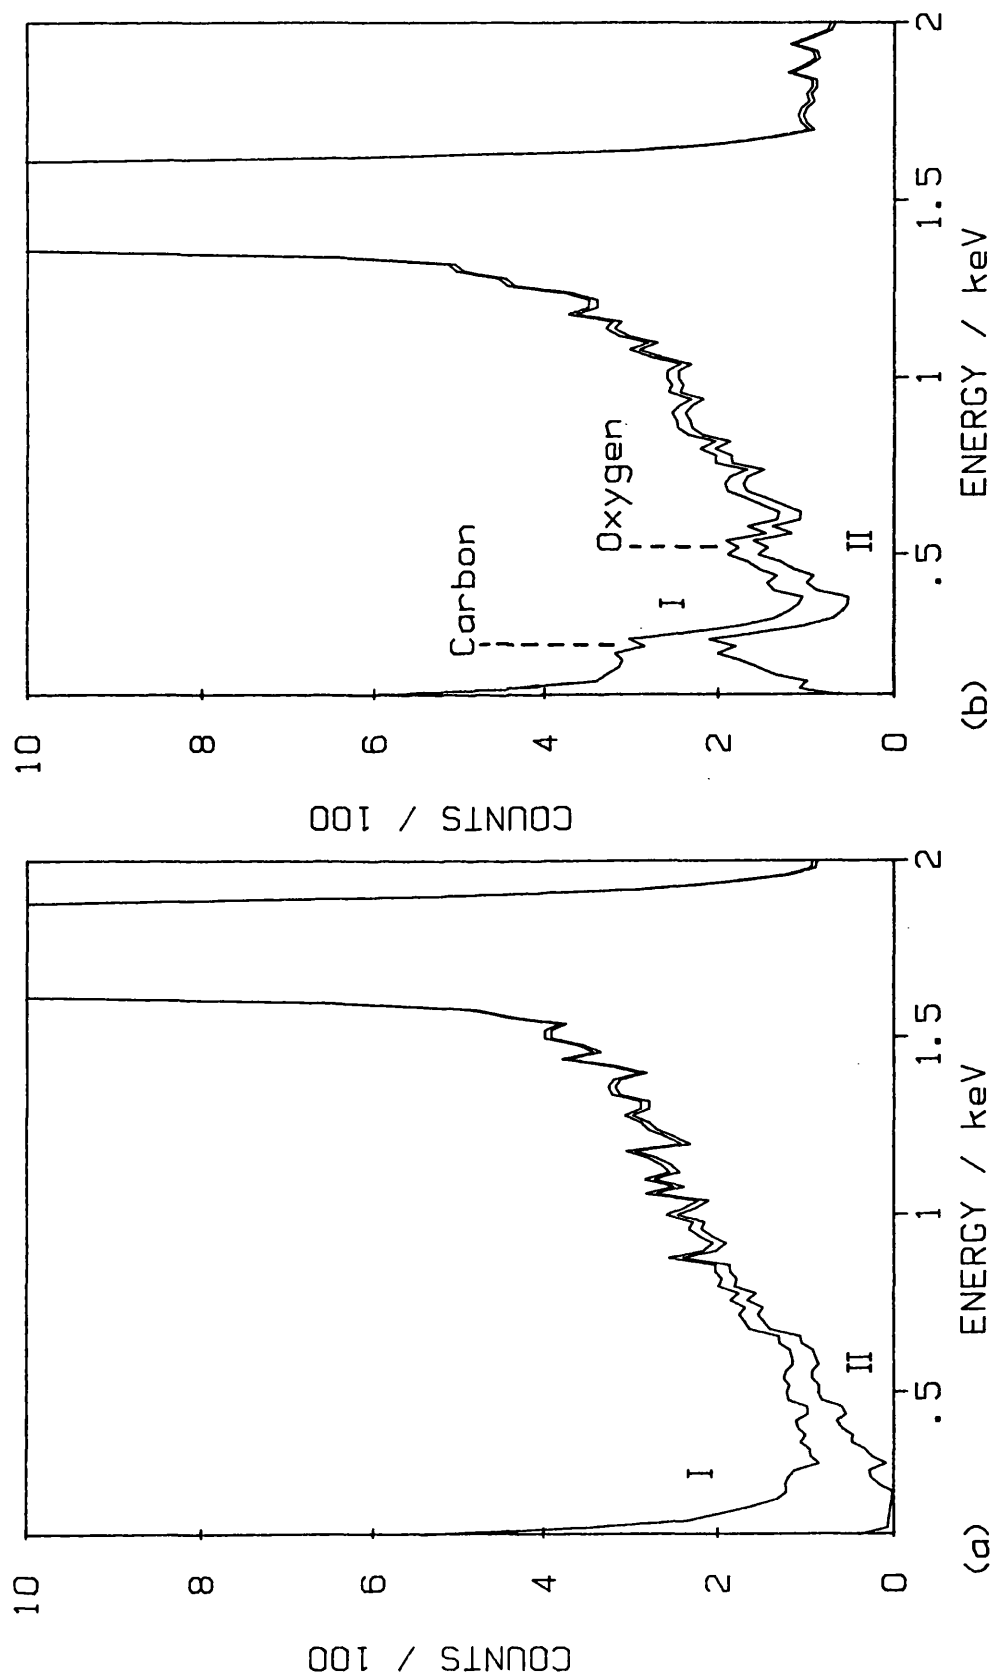 10
8
6
4
2
0
COUNTS / 100
I
II
.5
1
1.5
2
ENERGY / keV
(a)
10
8
6
4
2
0
COUNTS / 100
Carbon
I
Oxygen
II
.5
1
1.5
2
ENERGY / keV
(b)